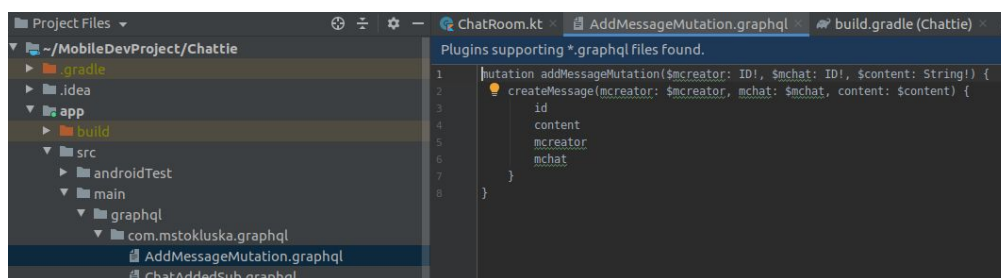 Project Files
ChatRoom.kt
AddMessageMutation.graphql
build.gradle (Chattie)
~/MobileDevProject/Chattie
Plugins supporting *.graphql files found.
.gradle
.idea
app
build
src
androidTest
main
graphql
com.mstokluska.graphql
AddMessageMutation.graphql
ChatAddedSub.graphql
1 mutation addMessageMutation($mcreator: ID!, $mchat: ID!, $content: String!) {
2 createMessage(mcreator: $mcreator, mchat: $mchat, content: $content) {
3 id
4 content
5 mcreator
6 mchat
7 }
8 }